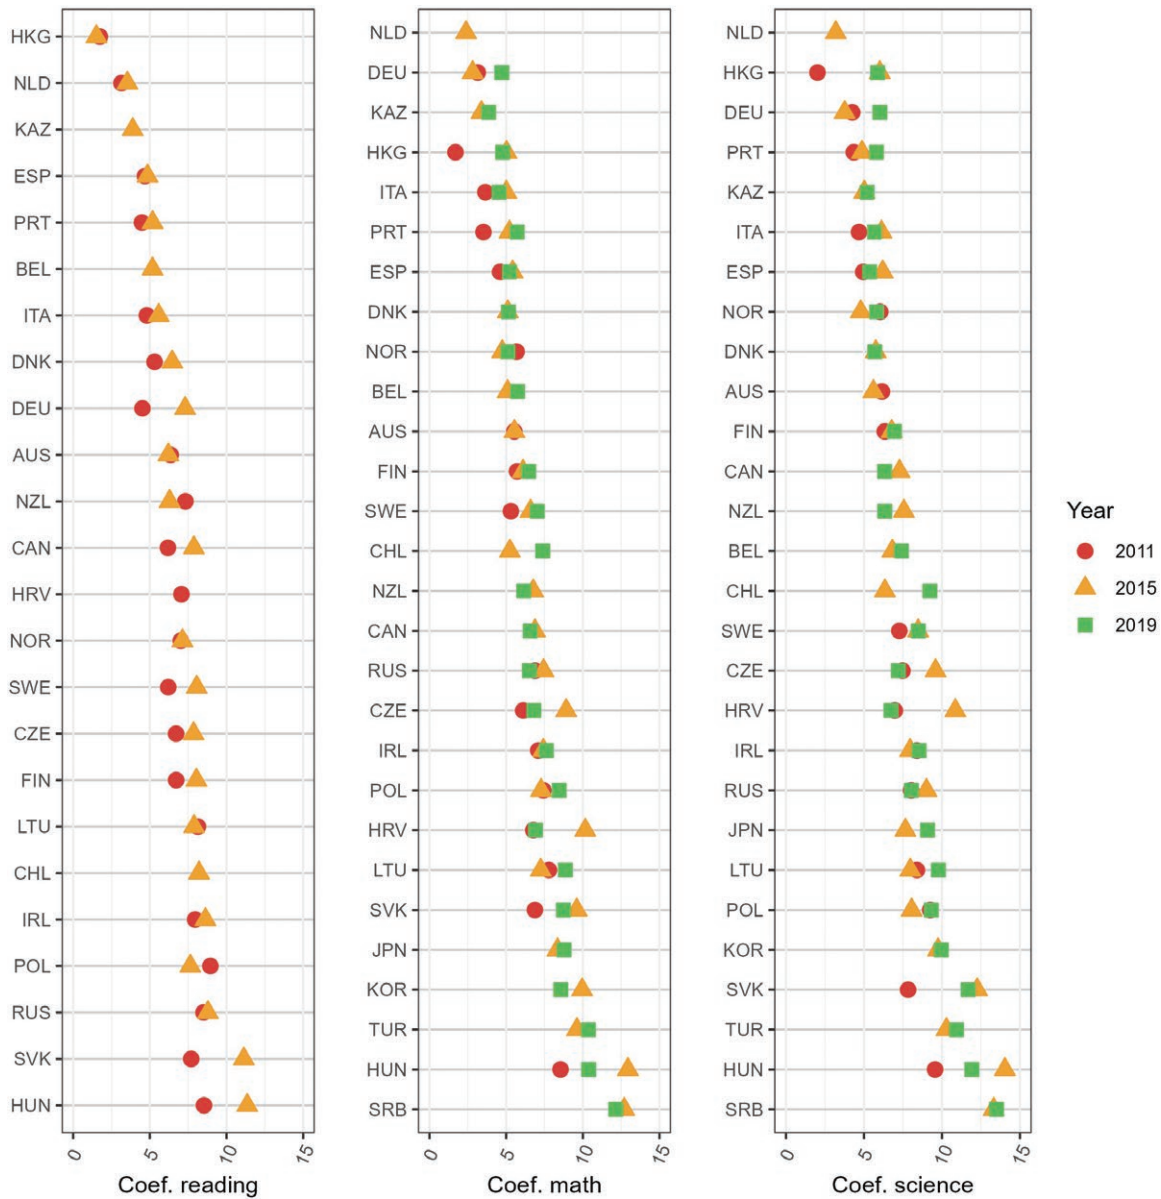 HKG
NLD
KAZ
ESP
PRT
BEL
ITA
DNK
DEU
AUS
NZL
CAN
HRV
NOR
SWE
CZE
FIN
LTU
CHL
IRL
POL
RUS
SVK
HUN
0 5 10 15
Coef. reading
NLD
DEU
KAZ
HKG
ITA
PRT
ESP
DNK
NOR
BEL
AUS
FIN
SWE
CHL
NZL
CAN
RUS
CZE
IRL
POL
HRV
LTU
SVK
JPN
KOR
TUR
HUN
SRB
0 5 10 15
Coef. math
NLD
HKG
DEU
PRT
KAZ
ITA
ESP
NOR
DNK
AUS
FIN
CAN
NZL
BEL
CHL
SWE
CZE
HRV
IRL
RUS
JPN
LTU
POL
KOR
SVK
TUR
HUN
SRB
0 5 10 15
Coef. science
Year
2011
2015
2019